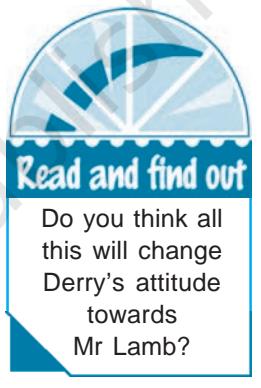 Read and find out
Do you think all
this will change
Derry's attitude
towards
Mr Lamb?